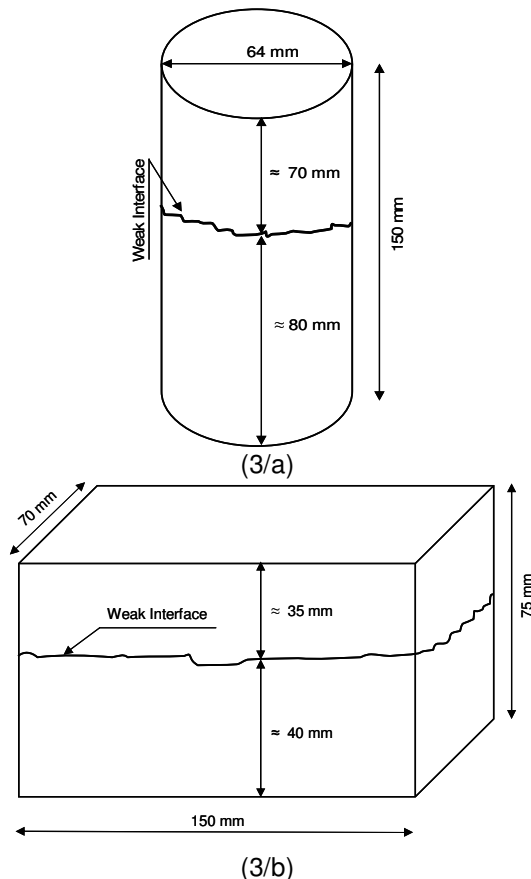 64 mm
≈ 70 mm
Weak Interface
150 mm
≈ 80 mm
(3/a)
70 mm
Weak Interface
≈ 35 mm
75 mm
≈ 40 mm
150 mm
(3/b)